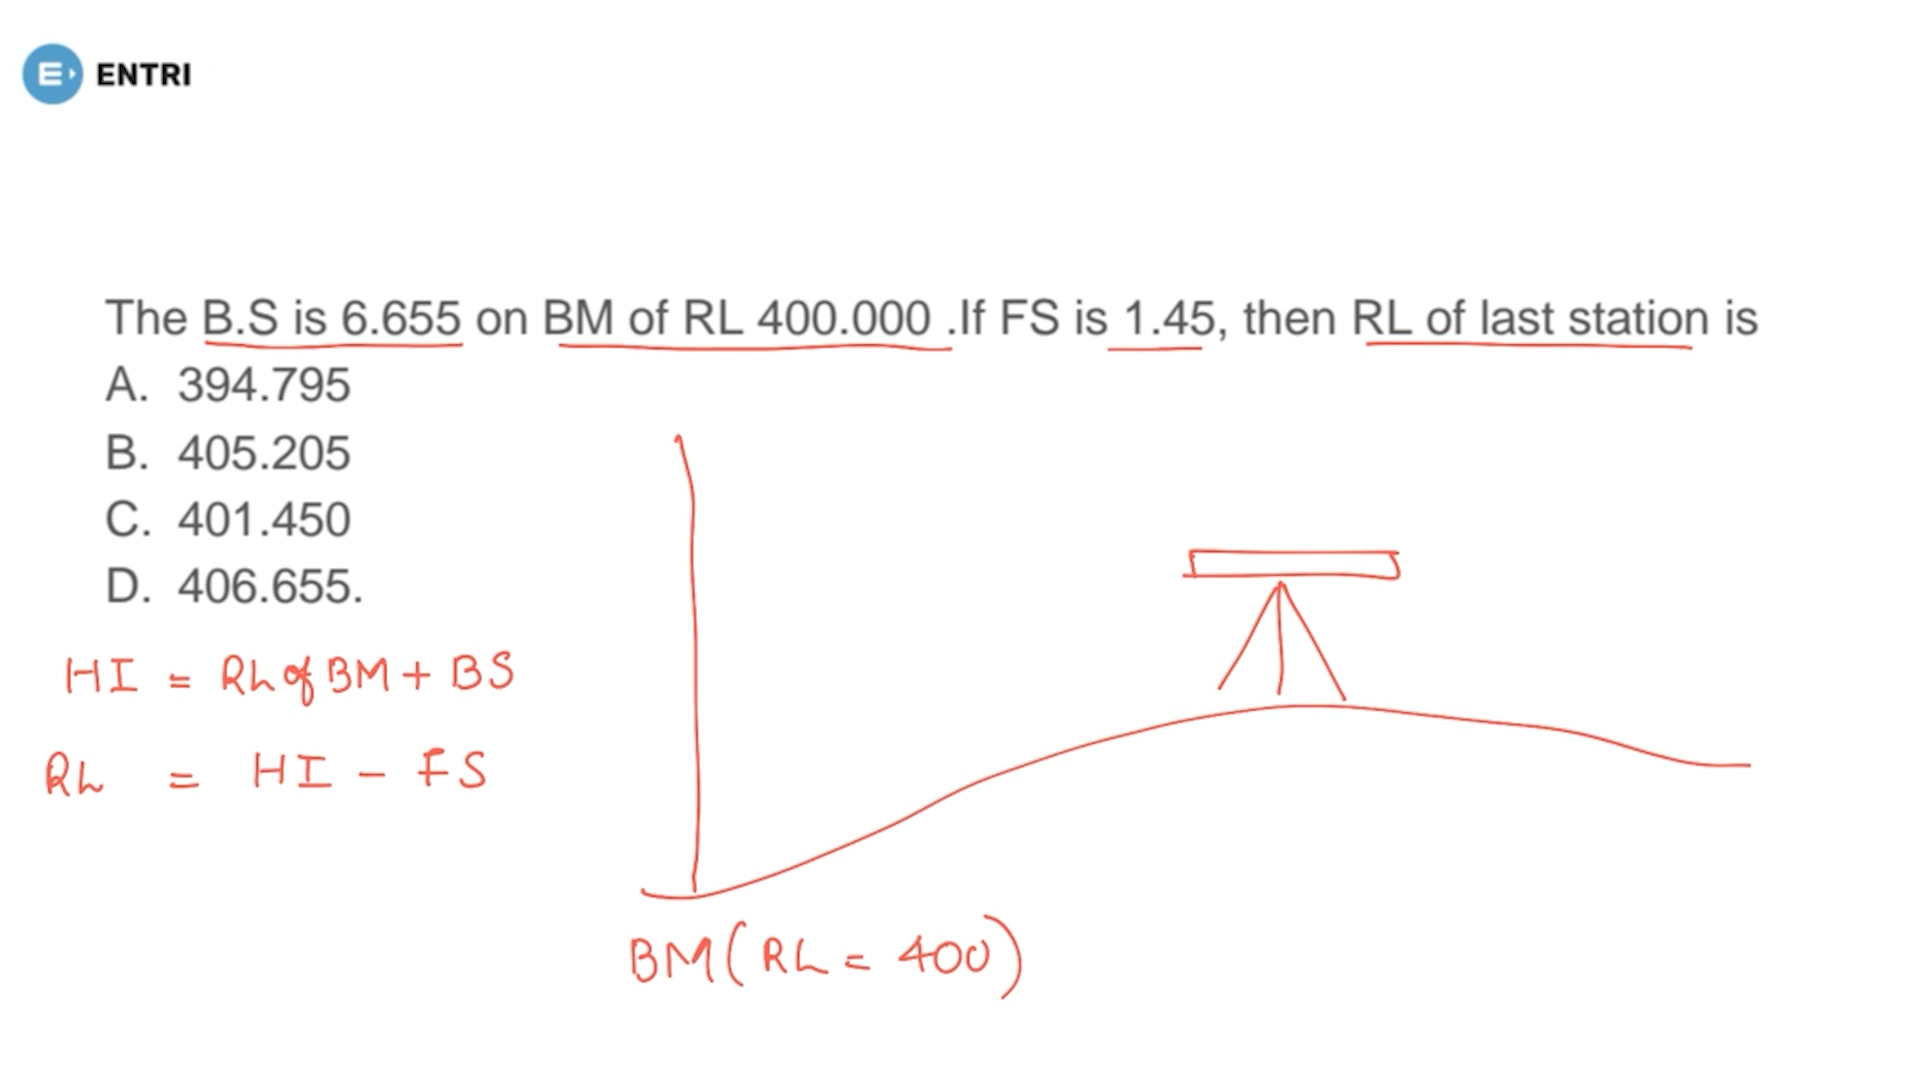 ENTRI
The B.S is 6.655 on BM of RL 400.000 .If FS is 1.45, then RL of last station is
A. 394.795
B. 405.205
C. 401.450
D. 406.655.
HI = RL of BM + BS
RL = HI - FS
BM (RL = 400)